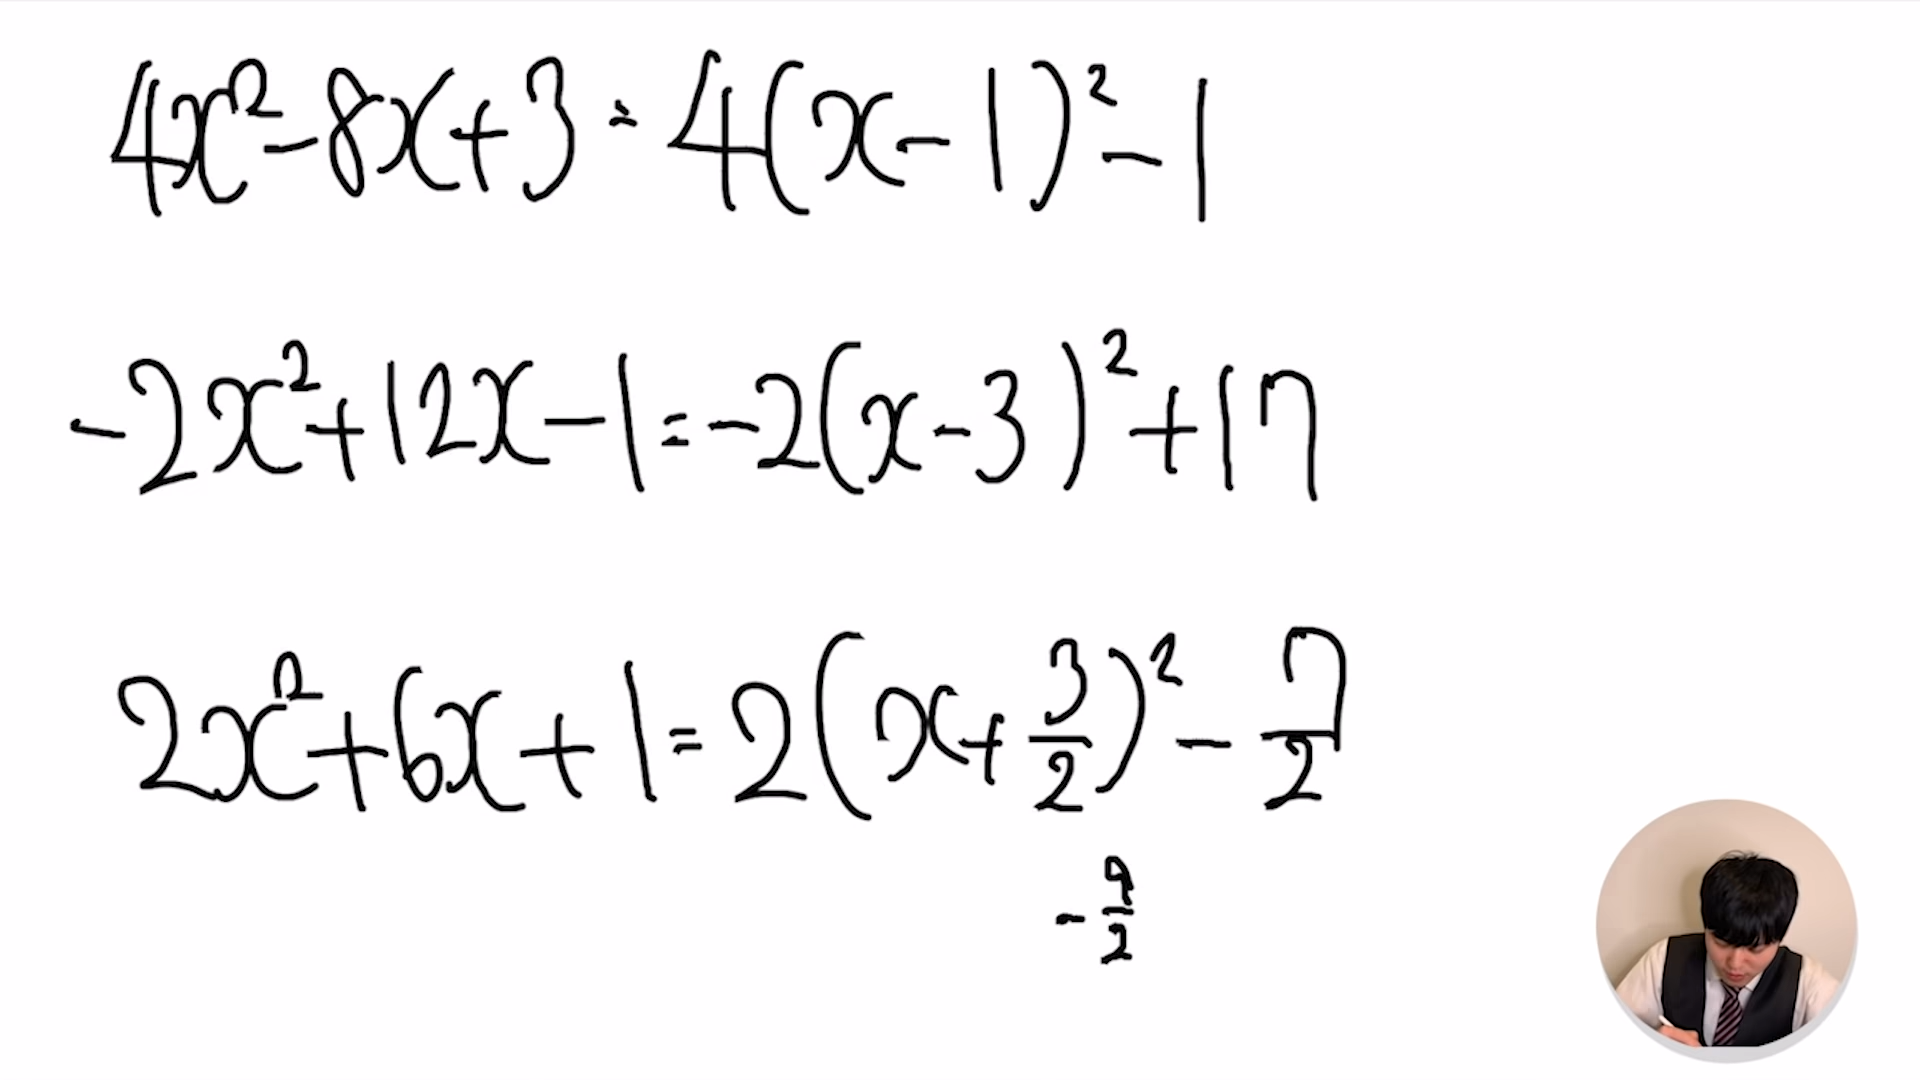 4x²-8x+3=4(x-1)²-1
-2x²+12x-1=-2(x-3)²+17
2x²+6x+1=2(x+3/2)²-7/2
-9/2